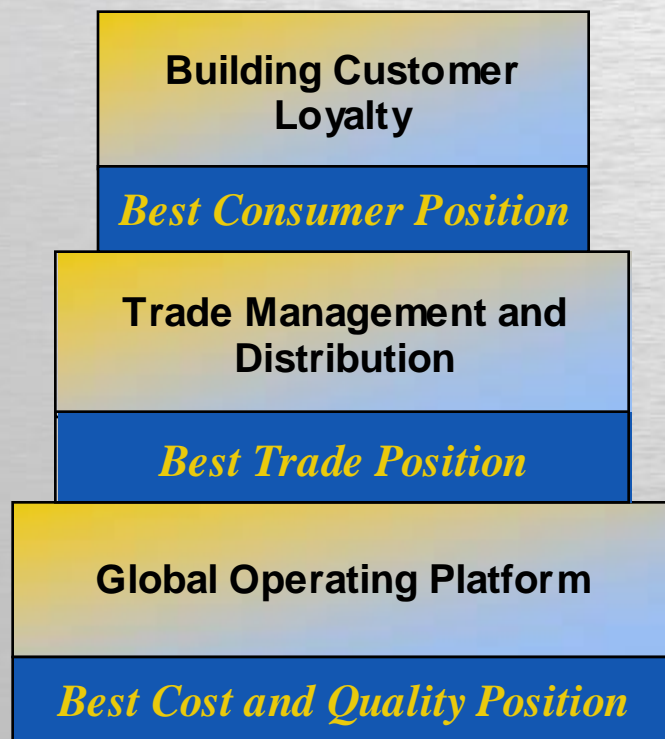 Building Customer
Loyalty
Best Consumer Position
Trade Management and
Distribution
Best Trade Position
Global Operating Platform
Best Cost and Quality Position